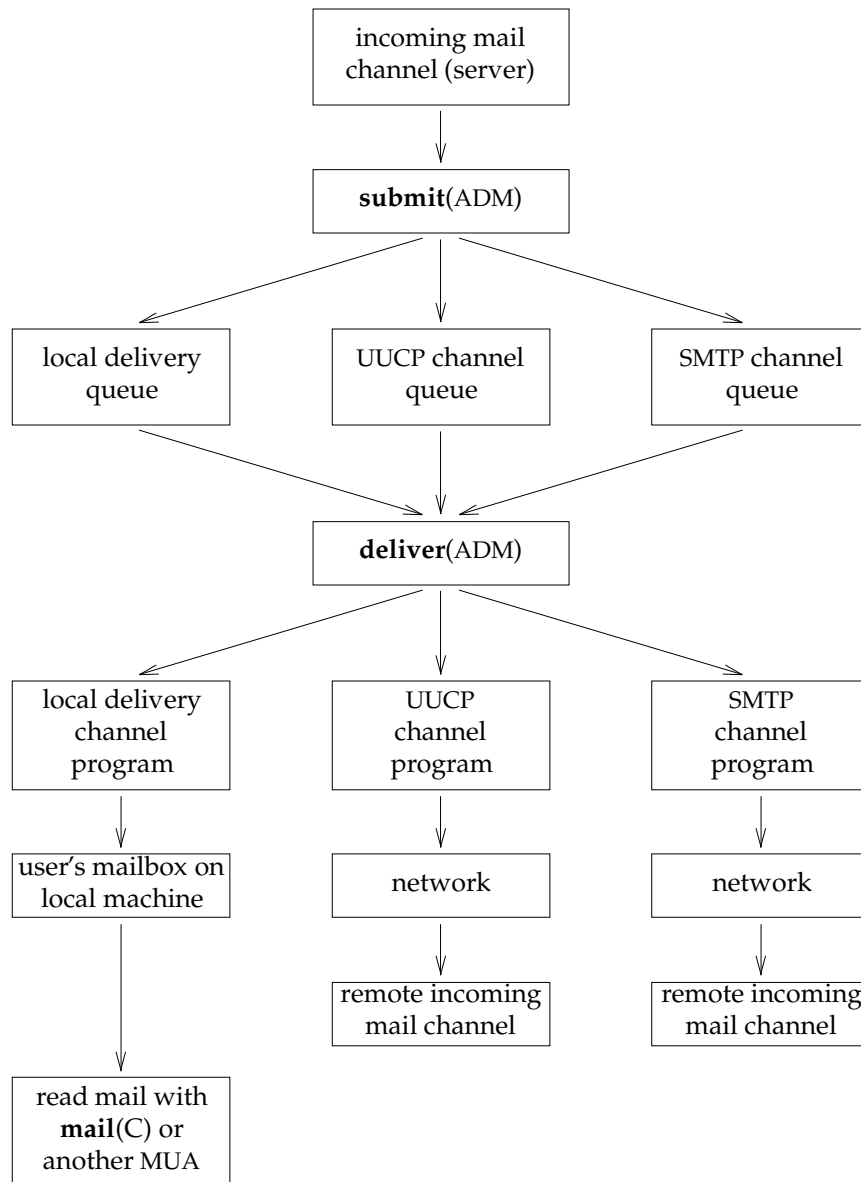 incoming mail
channel (server)
submit(ADM)
local delivery
queue
UUCP channel
queue
SMTP channel
queue
deliver(ADM)
local delivery
channel
program
UUCP
channel
program
SMTP
channel
program
user's mailbox on
local machine
network
network
remote incoming
mail channel
remote incoming
mail channel
read mail with
mail(C) or
another MUA